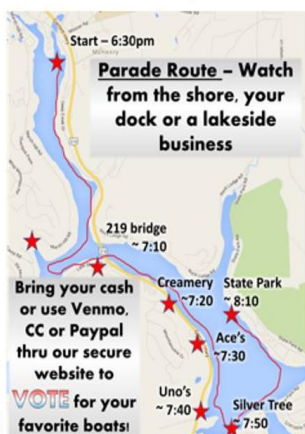 Start – 6:30pm
McHenry
Parade Route – Watch
from the shore, your
dock or a lakeside
business
219 bridge
~ 7:10
Creamery
~7:20
State Park
~ 8:10
Ace's
~7:30
Uno's
~ 7:40
Silver Tree
~ 7:50
Bring your cash
or use Venmo,
CC or Paypal
thru our secure
website to
VOTE for your
favorite boats!